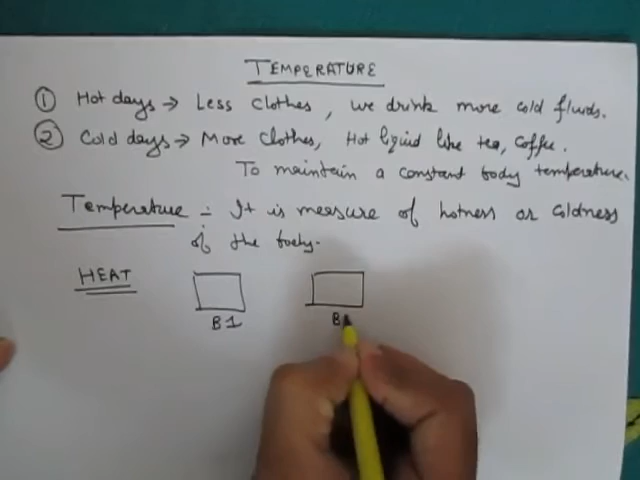 TEMPERATURE
① Hot days → Less clothes, we drink more cold fluids.
② Cold days → More clothes, Hot liquid like tea, coffee.
To maintain a constant body temperature.
Temperature :- It is measure of hotness or coldness
of the body.
HEAT
B1 B